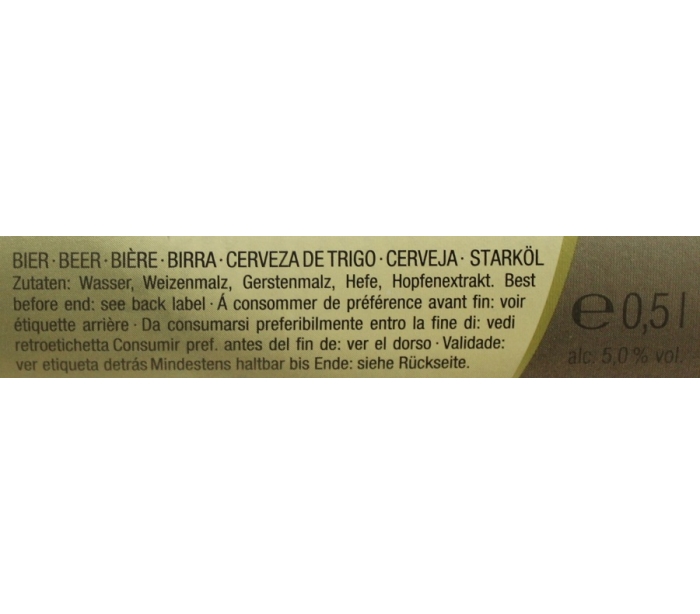 BIER · BEER · BIÈRE · BIRRA · CERVEZA DE TRIGO · CERVEJA · STARKÖL
Zutaten: Wasser, Weizenmalz, Gerstenmalz, Hefe, Hopfenextrakt. Best
before end: see back label · Á consommer de préférence avant fin: voir
étiquette arrière · Da consumarsi preferibilmente entro la fine di: vedi
retroetichetta Consumir pref. antes del fin de: ver el dorso · Validade:
ver etiqueta detrás Mindestens haltbar bis Ende: siehe Rückseite.
℮ 0,5 l
alc. 5,0 % vol.